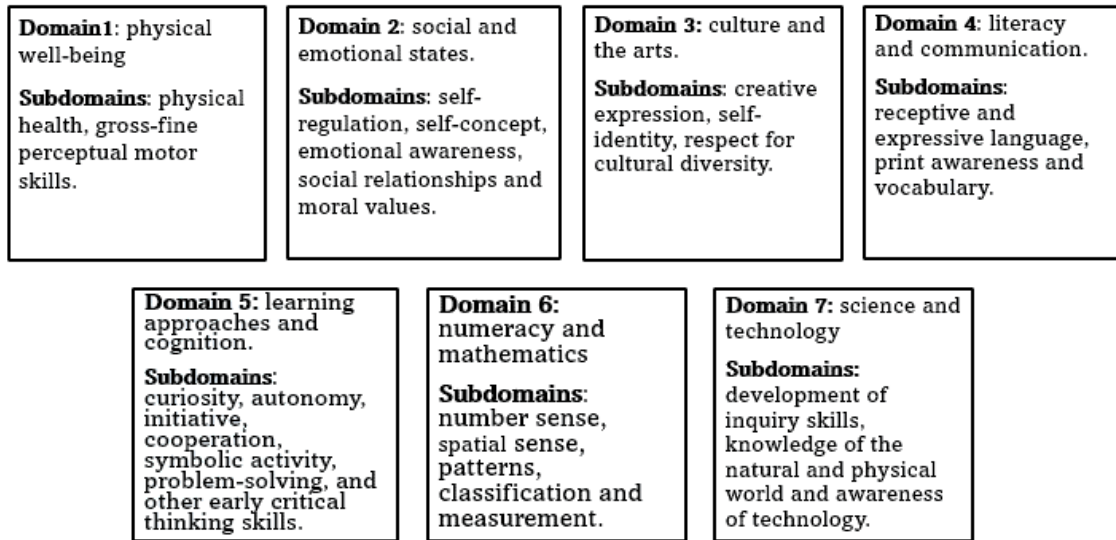 Domain1: physical
well-being
Subdomains: physical
health, gross-fine
perceptual motor
skills.
Domain 2: social and
emotional states.
Subdomains: self-
regulation, self-concept,
emotional awareness,
social relationships and
moral values.
Domain 3: culture and
the arts.
Subdomains: creative
expression, self-
identity, respect for
cultural diversity.
Domain 4: literacy
and communication.
Subdomains:
receptive and
expressive language,
print awareness and
vocabulary.
Domain 5: learning
approaches and
cognition.
Subdomains:
curiosity, autonomy,
initiative,
cooperation,
symbolic activity,
problem-solving, and
other early critical
thinking skills.
Domain 6:
numeracy and
mathematics
Subdomains:
number sense,
spatial sense,
patterns,
classification and
measurement.
Domain 7: science and
technology
Subdomains:
development of
inquiry skills,
knowledge of the
natural and physical
world and awareness
of technology.